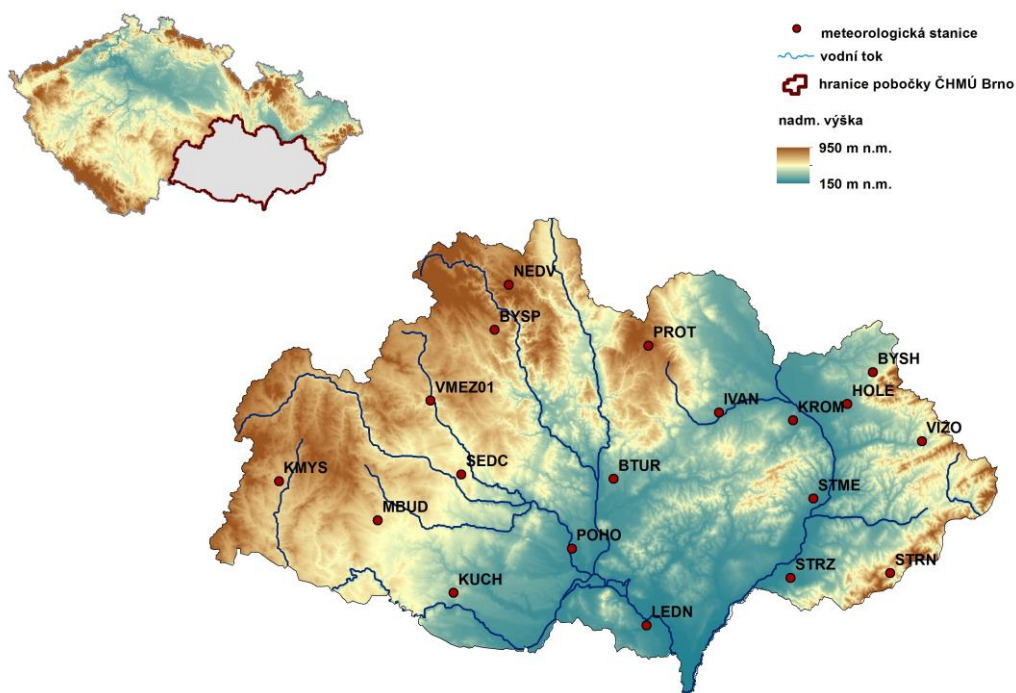 meteorologická stanice
vodní tok
hranice pobočky ČHMÚ Brno
nadm. výška
950 m n.m.
150 m n.m.
NEDV
BYSP
PROT
BYSH
HOLE
VMEZ01
IVAN
KROM
VIZO
SEDC
BTUR
KMYS
STME
MBUD
POHO
STRZ
STRN
KUCH
LEDN